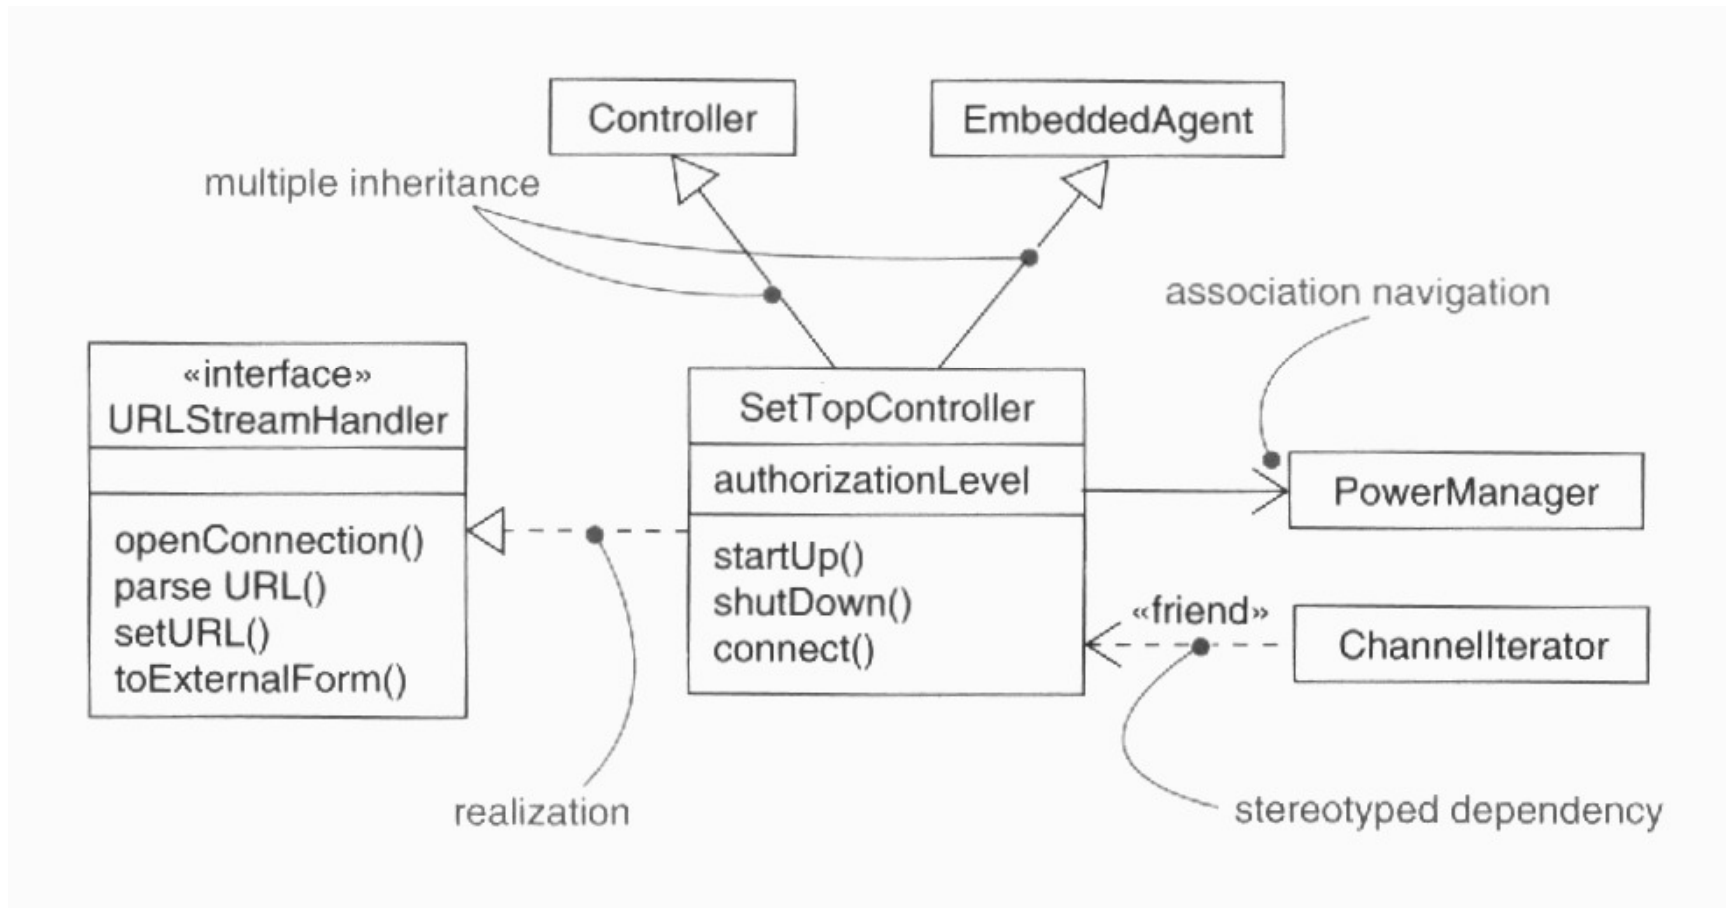 Controller
EmbeddedAgent
multiple inheritance
association navigation
«interface»
URLStreamHandler
openConnection()
parse URL()
setURL()
toExternalForm()
SetTopController
authorizationLevel
startUp()
shutDown()
connect()
PowerManager
«friend»
ChannelIterator
realization
stereotyped dependency